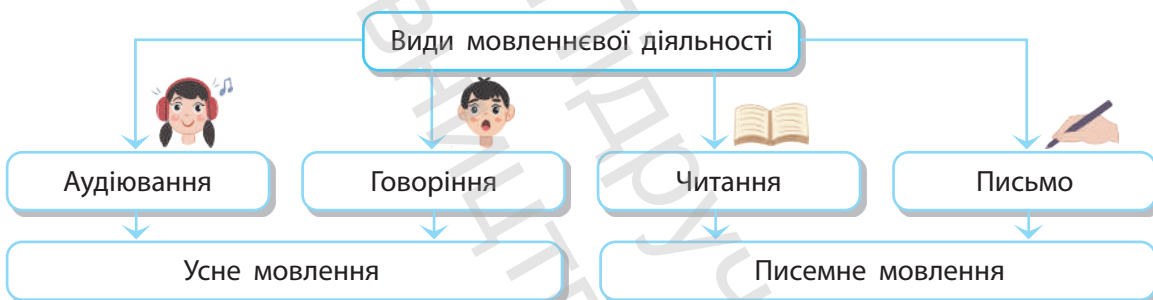 Види мовленнєвої діяльності
Аудіювання
Говоріння
Читання
Письмо
Усне мовлення
Писемне мовлення